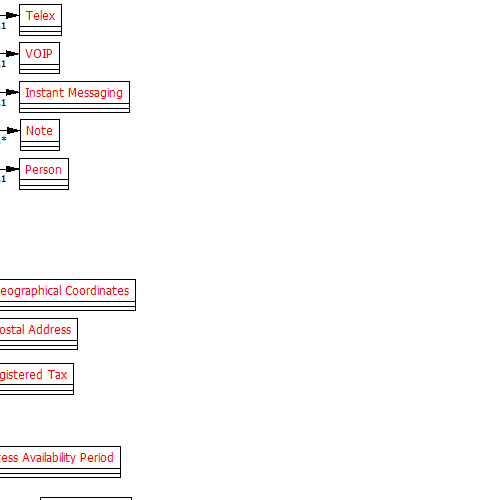 Telex
.1
VOIP
.1
Instant Messaging
.1
Note
*
Person
.1
eographical Coordinates
ostal Address
gistered Tax
ess Availability Period